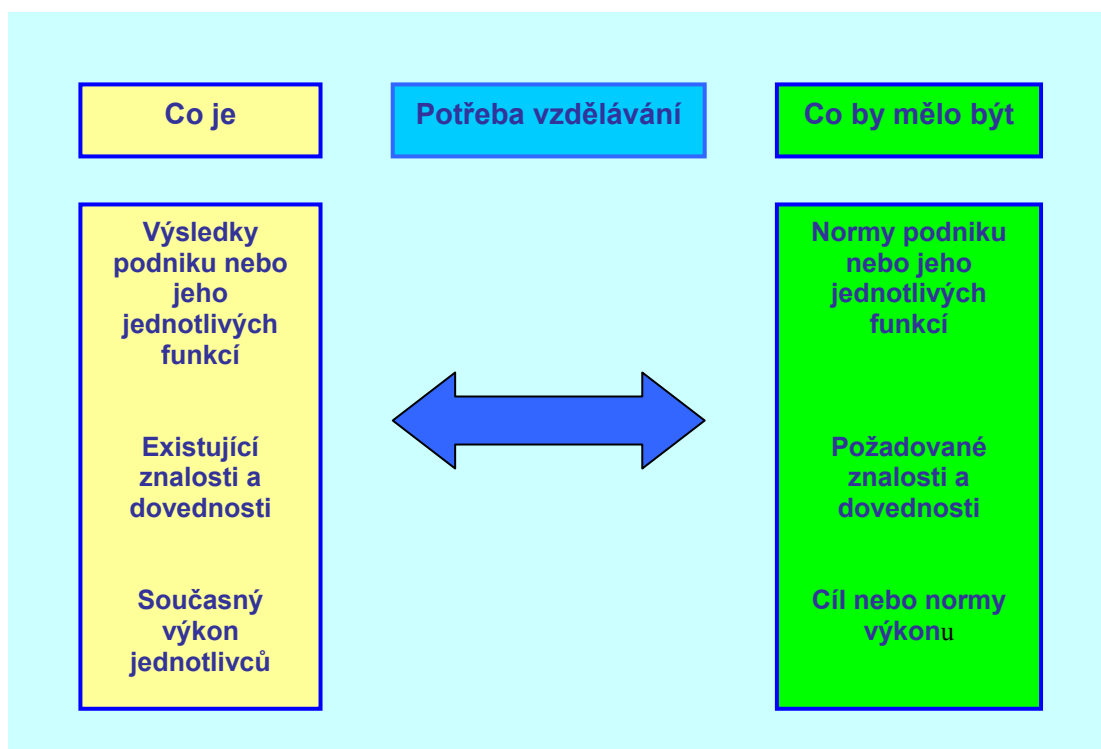 Co je
Potřeba vzdělávání
Co by mělo být
Výsledky
podniku nebo
jeho
jednotlivých
funkcí
Existující
znalosti a
dovednosti
Současný
výkon
jednotlivců
Normy podniku
nebo jeho
jednotlivých
funkcí
Požadované
znalosti a
dovednosti
Cíl nebo normy
výkonu